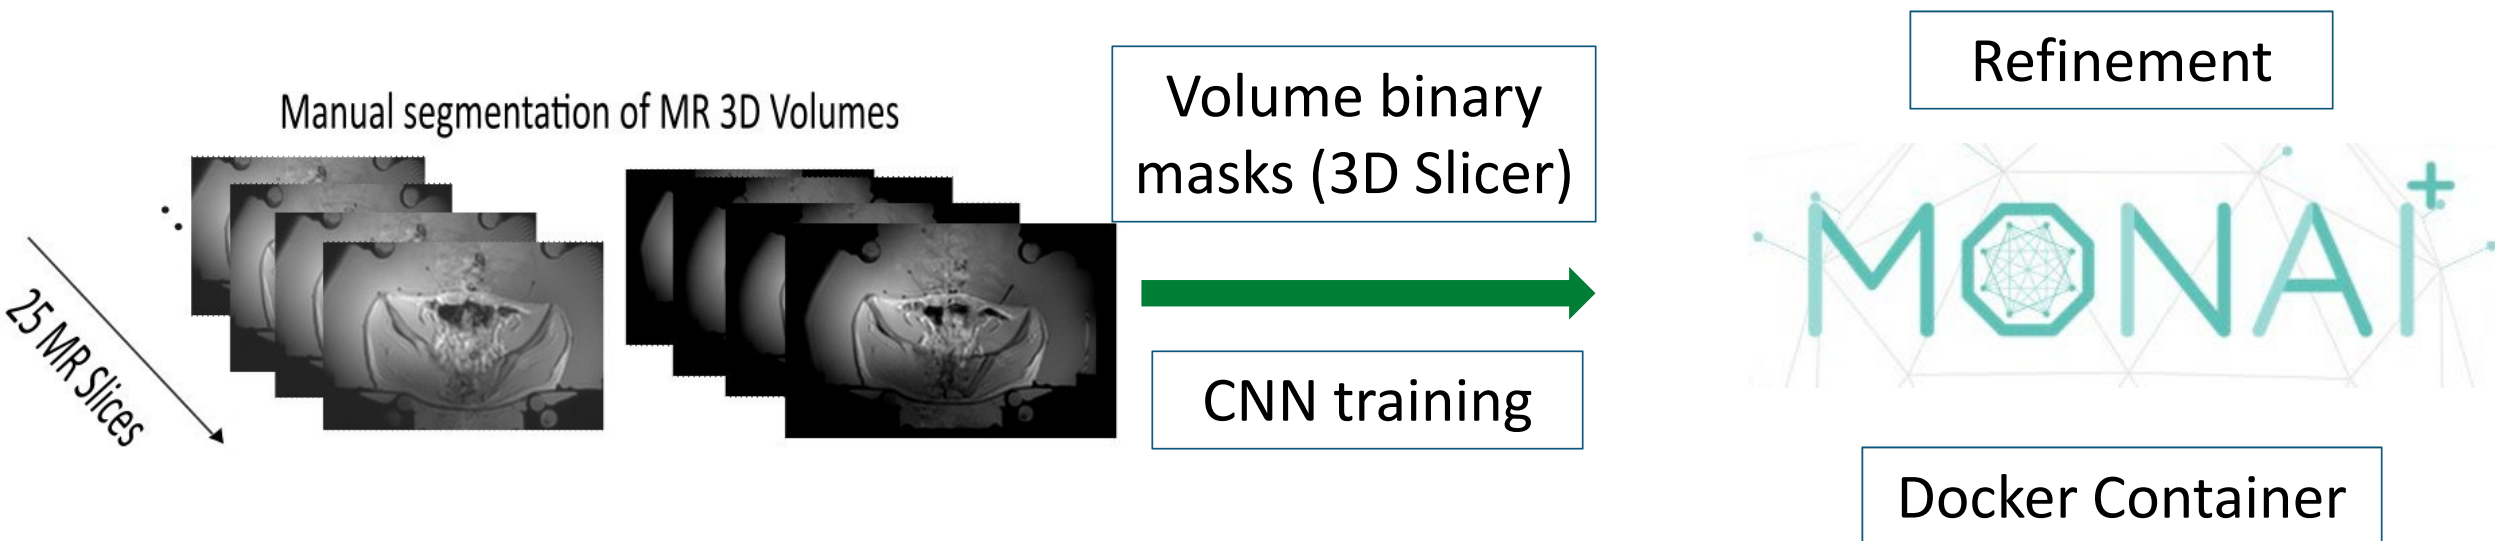 Manual segmentation of MR 3D Volumes
25 MR Slices
Volume binary
masks (3D Slicer)
CNN training
Refinement
MONAI
Docker Container